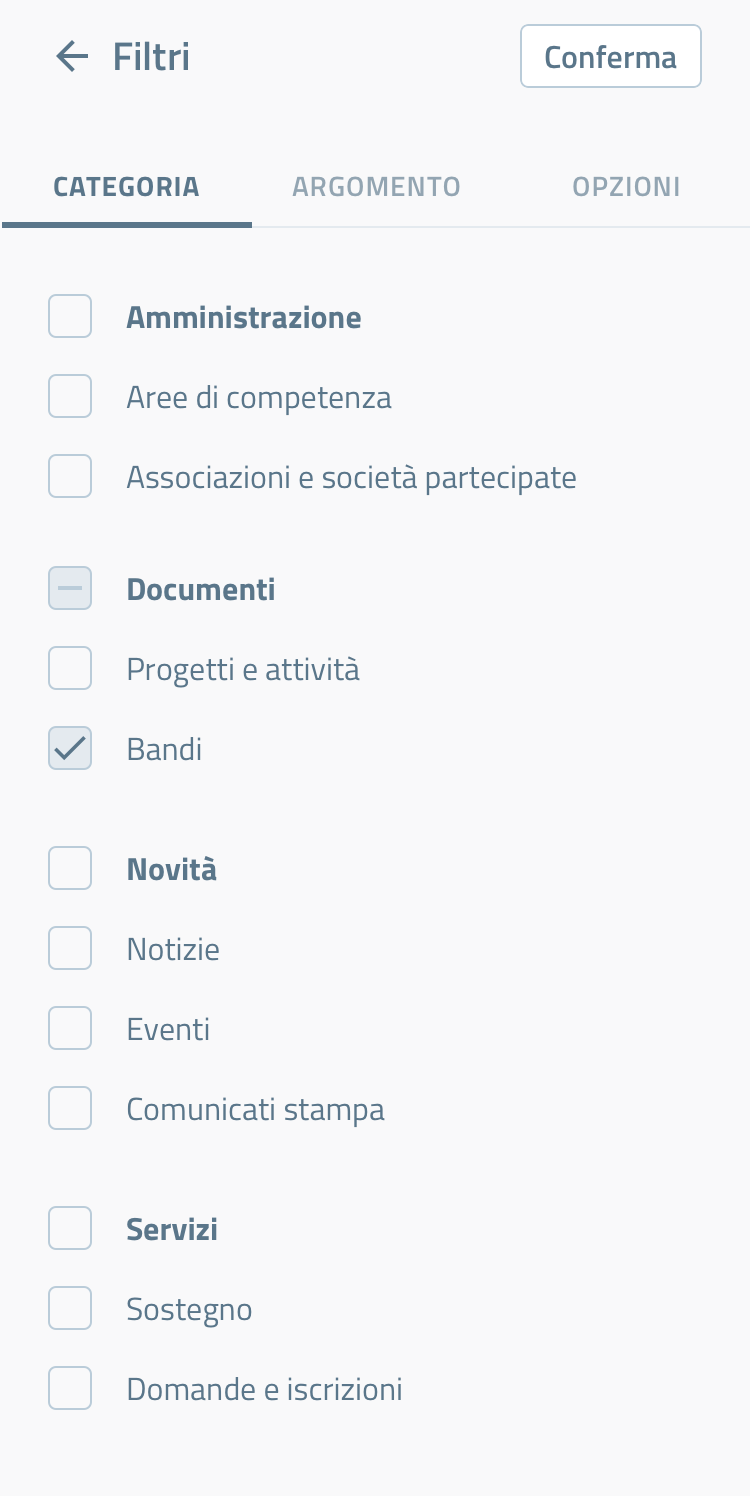 Filtri
Conferma
CATEGORIA
ARGOMENTO
OPZIONI
Amministrazione
Aree di competenza
Associazioni e società partecipate
Documenti
Progetti e attività
Bandi
Novità
Notizie
Eventi
Comunicati stampa
Servizi
Sostegno
Domande e iscrizioni